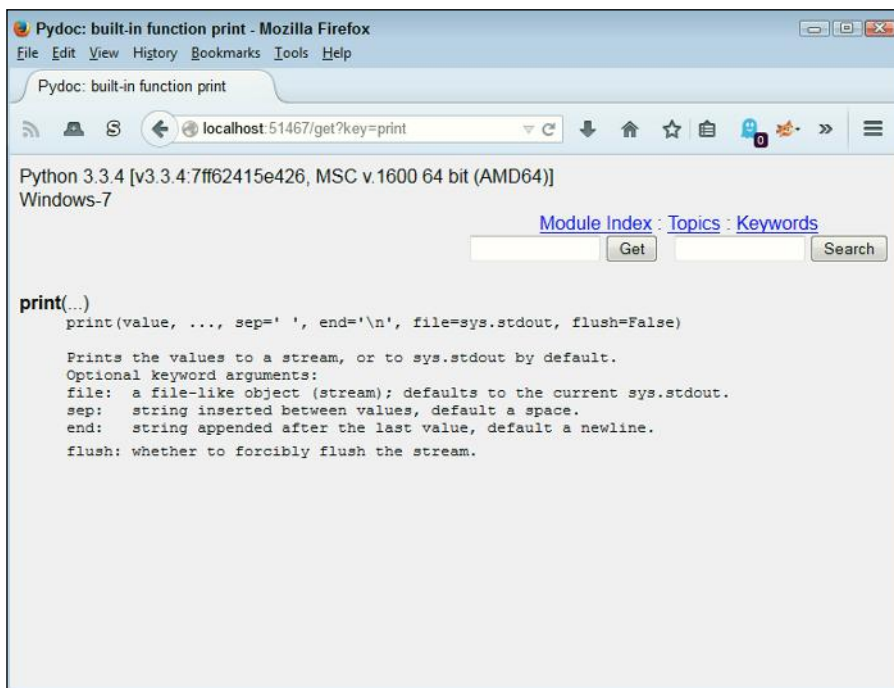 Pydoc: built-in function print - Mozilla Firefox
File Edit View History Bookmarks Tools Help
Pydoc: built-in function print
S localhost:51467/get?key=print 0
Python 3.3.4 [v3.3.4:7ff62415e426, MSC v.1600 64 bit (AMD64)]
Windows-7
Module Index : Topics : Keywords
Get Search
print(...)
print(value, ..., sep=' ', end='\n', file=sys.stdout, flush=False)
Prints the values to a stream, or to sys.stdout by default.
Optional keyword arguments:
file: a file-like object (stream); defaults to the current sys.stdout.
sep: string inserted between values, default a space.
end: string appended after the last value, default a newline.
flush: whether to forcibly flush the stream.